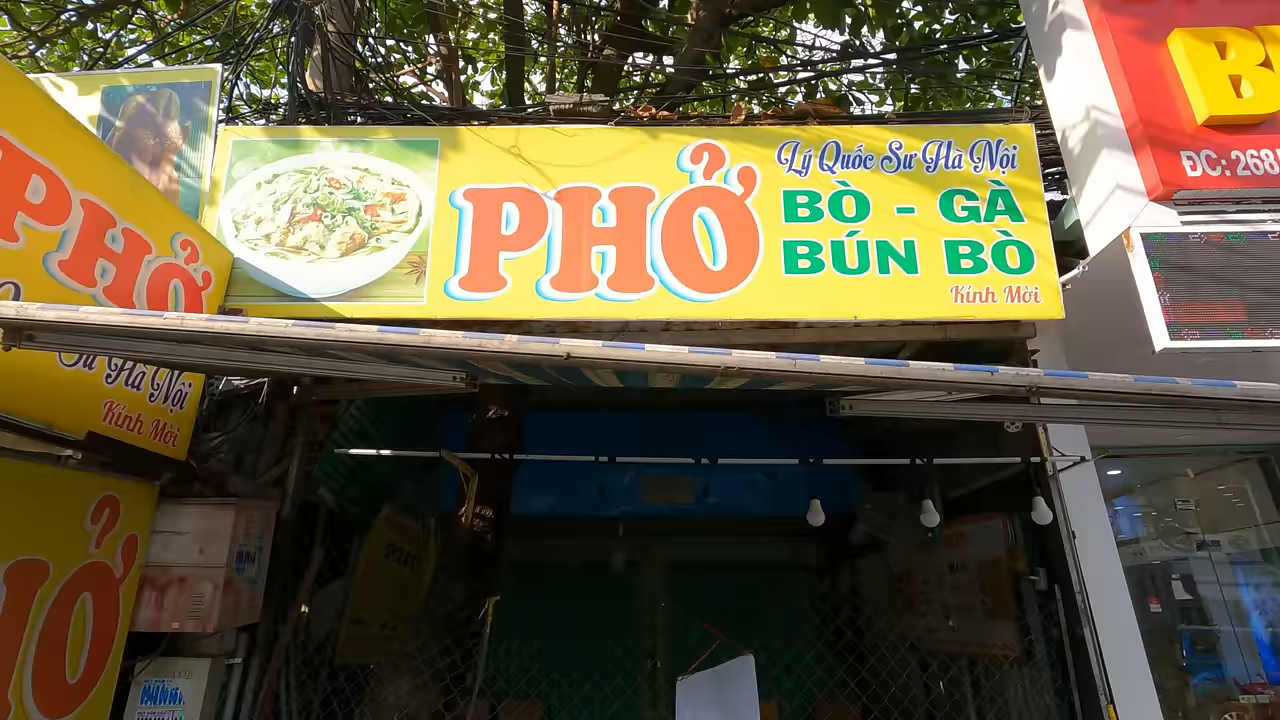 PHỞ
Lý Quốc Sư Hà Nội
BÒ - GÀ
BÚN BÒ
Kính Mời
PHỞ
Sư Hà Nội
Kính Mời
PHỞ
ĐC: 268